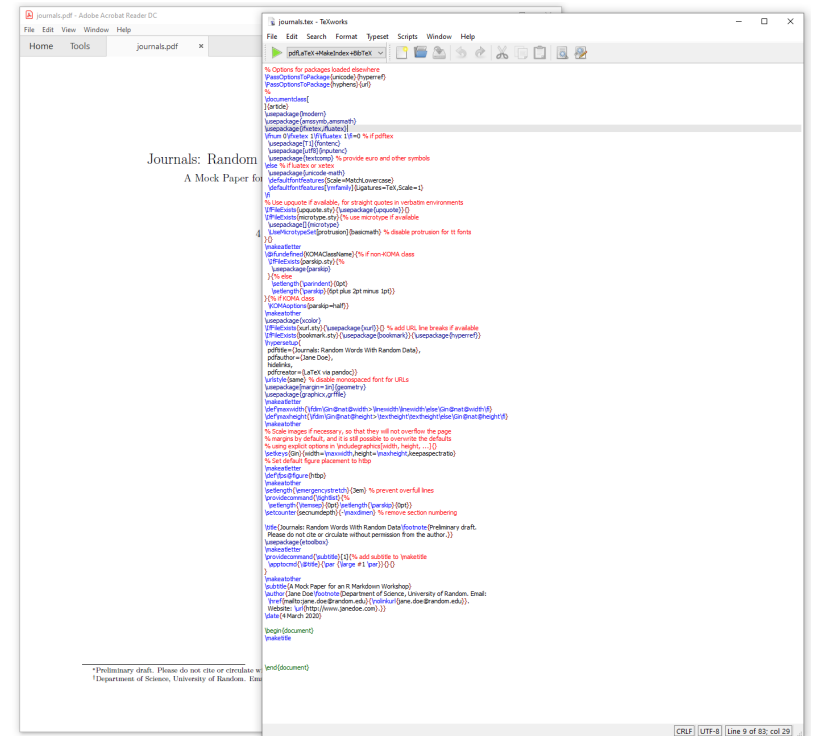 journals.pdf - Adobe Acrobat Reader DC
File Edit View Window Help
Home Tools journals.pdf ×
Journals: Random
A Mock Paper for
4
*Preliminary draft. Please do not cite or circulate w
†Department of Science, University of Random. Ema
journals.tex - TeXworks
File Edit Search Format Typeset Scripts Window Help
pdfLaTeX+MakeIndex+BibTeX
% Options for packages loaded elsewhere
\PassOptionsToPackage{unicode}{hyperref}
\PassOptionsToPackage{hyphens}{url}
%
\documentclass[
]{article}
\usepackage{lmodern}
\usepackage{amssymb,amsmath}
\usepackage{ifxetex,ifluatex}
\ifnum 0\ifxetex 1\fi\ifluatex 1\fi=0 % if pdftex
\usepackage[T1]{fontenc}
\usepackage[utf8]{inputenc}
\usepackage{textcomp} % provide euro and other symbols
\else % if luatex or xetex
\usepackage{unicode-math}
\defaultfontfeatures{Scale=MatchLowercase}
\defaultfontfeatures[\rmfamily]{Ligatures=TeX,Scale=1}
\fi
% Use upquote if available, for straight quotes in verbatim environments
\IfFileExists{upquote.sty}{\usepackage{upquote}}{}
\IfFileExists{microtype.sty}{% use microtype if available
\usepackage[]{microtype}
\UseMicrotypeSet[protrusion]{basicmath} % disable protrusion for tt fonts
}{}
\makeatletter
\@ifundefined{KOMAClassName}{% if non-KOMA class
\IfFileExists{parskip.sty}{%
\usepackage{parskip}
}{% else
\setlength{\parindent}{0pt}
\setlength{\parskip}{6pt plus 2pt minus 1pt}}
}{% if KOMA class
\KOMAoptions{parskip=half}}
\makeatother
\usepackage{xcolor}
\IfFileExists{xurl.sty}{\usepackage{xurl}}{} % add URL line breaks if available
\IfFileExists{bookmark.sty}{\usepackage{bookmark}}{\usepackage{hyperref}}
\hypersetup{
pdftitle={Journals: Random Words With Random Data},
pdfauthor={Jane Doe},
hidelinks,
pdfcreator={LaTeX via pandoc}}
\urlstyle{same} % disable monospaced font for URLs
\usepackage[margin=1in]{geometry}
\usepackage{graphicx,grffile}
\makeatletter
\def\maxwidth{\ifdim\Gin@nat@width>\linewidth\linewidth\else\Gin@nat@width\fi}
\def\maxheight{\ifdim\Gin@nat@height>\textheight\textheight\else\Gin@nat@height\fi}
\makeatother
% Scale images if necessary, so that they will not overflow the page
% margins by default, and it is still possible to overwrite the defaults
% using explicit options in \includegraphics[width, height, ...]{}
\setkeys{Gin}{width=\maxwidth,height=\maxheight,keepaspectratio}
% Set default figure placement to htbp
\makeatletter
\def\fps@figure{htbp}
\makeatother
\setlength{\emergencystretch}{3em} % prevent overfull lines
\providecommand{\tightlist}{%
\setlength{\itemsep}{0pt}\setlength{\parskip}{0pt}}
\setcounter{secnumdepth}{-\maxdimen} % remove section numbering
\title{Journals: Random Words With Random Data\footnote{Preliminary draft.
Please do not cite or circulate without permission from the author.}}
\usepackage{etoolbox}
\makeatletter
\providecommand{\subtitle}[1]{% add subtitle to \maketitle
\apptocmd{\@title}{\par {\large #1 \par}}{}{}
}
\makeatother
\subtitle{A Mock Paper for an R Markdown Workshop}
\author{Jane Doe\footnote{Department of Science, University of Random. Email:
\href{mailto:jane.doe@random.edu}{\nolinkurl{jane.doe@random.edu}}.
Website: \url{http://www.janedoe.com}.}}
\date{4 March 2020}
\begin{document}
\maketitle
\end{document}
CRLF UTF-8 Line 9 of 83; col 29